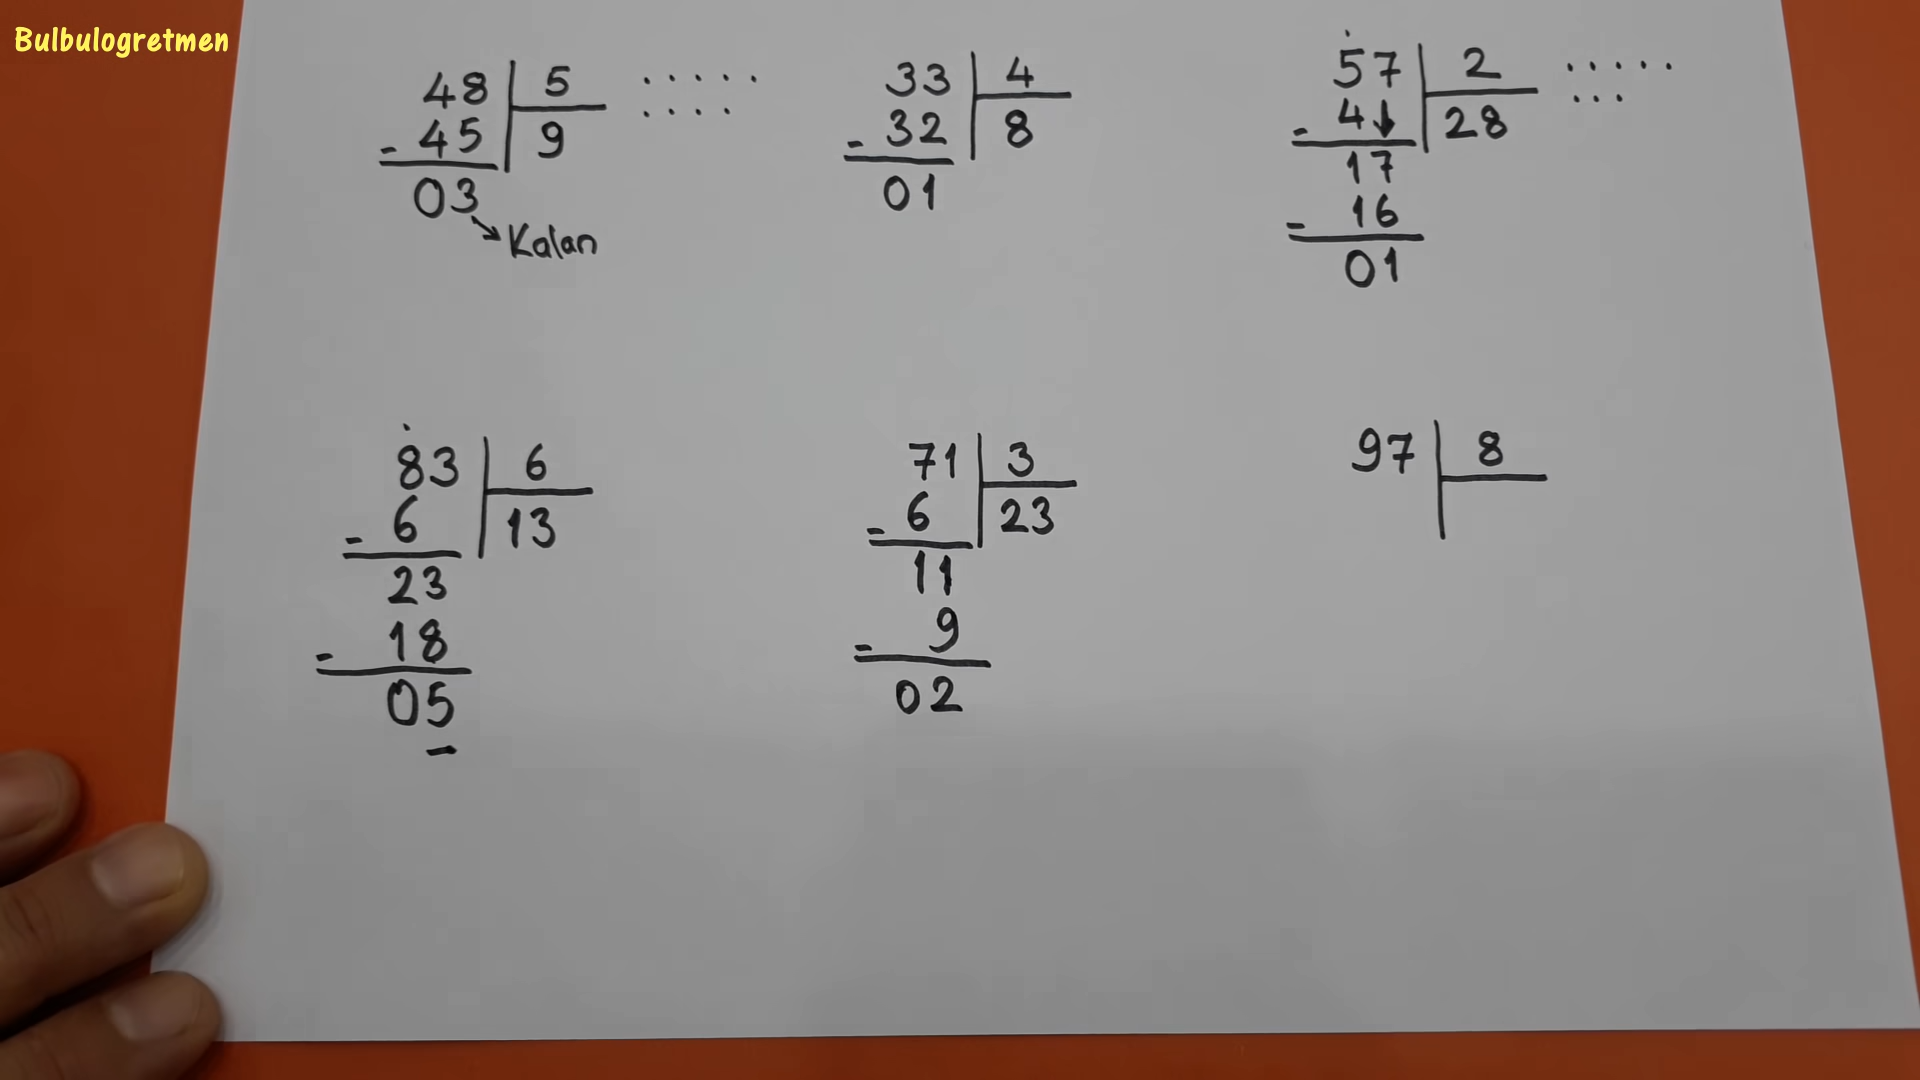 Bulbulogretmen
48 | 5
- 45 | 9
03
Kalan
33 | 4
- 32 | 8
01
57 | 2
- 4 ↓ | 28
17
- 16
01
83 | 6
- 6 | 13
23
- 18
05
71 | 3
- 6 | 23
11
- 9
02
97 | 8